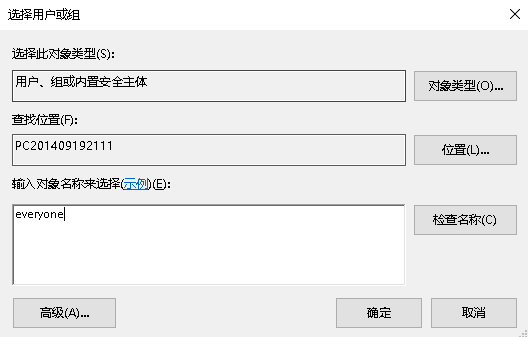 选择用户或组
选择此对象类型(S):
用户、组或内置安全主体
对象类型(O)...
查找位置(F):
PC201409192111
位置(L)...
输入对象名称来选择(示例)(E):
everyone
检查名称(C)
高级(A)...
确定
取消